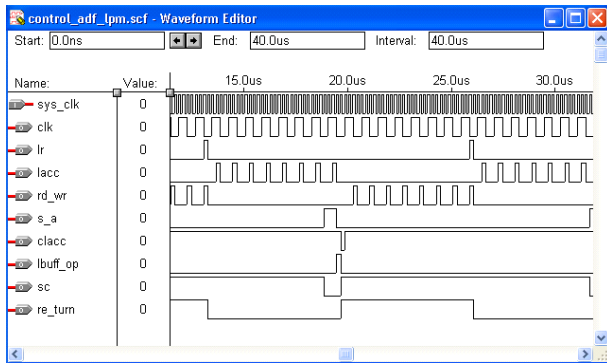 control_adf_lpm.scf - Waveform Editor
Start: 0.0ns End: 40.0us Interval: 40.0us
Name: Value: 15.0us 20.0us 25.0us 30.0us
sys_clk 0
clk 0
lr 0
lacc 0
rd_wr 0
s_a 0
clacc 0
lbuff_op 0
sc 0
re_turn 0